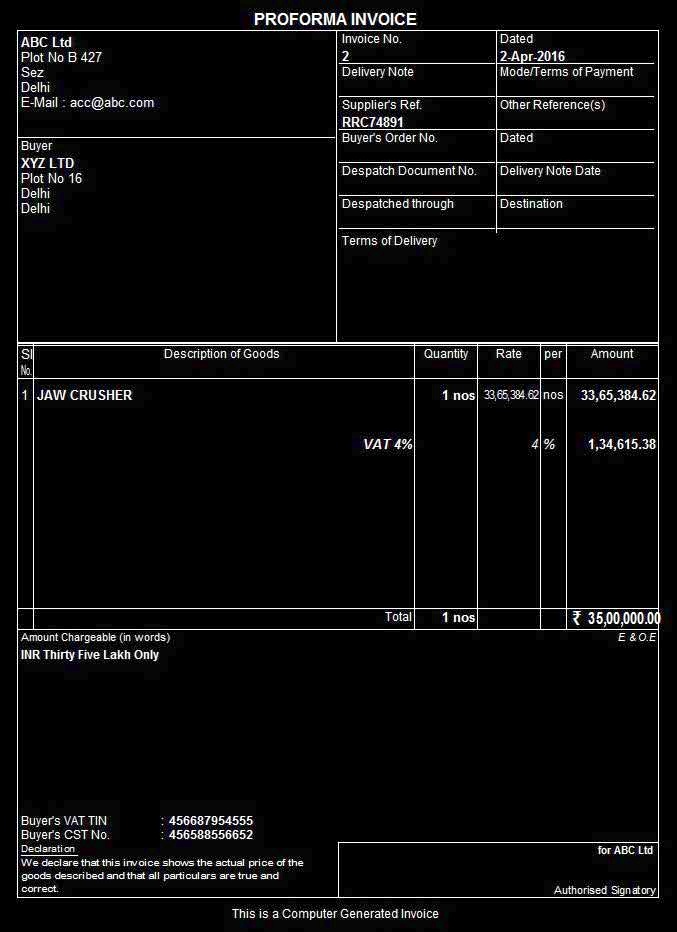 PROFORMA INVOICE
ABC Ltd
Plot No B 427
Sez
Delhi
E-Mail : acc@abc.com
Invoice No.
2
Dated
2-Apr-2016
Delivery Note
Mode/Terms of Payment
Supplier's Ref.
RRC74891
Other Reference(s)
Buyer
XYZ LTD
Plot No 16
Delhi
Delhi
Buyer's Order No.
Dated
Despatch Document No.
Delivery Note Date
Despatched through
Destination
Terms of Delivery
Sl No.
Description of Goods
Quantity
Rate
per
Amount
1 JAW CRUSHER 1 nos 33,65,384.62 nos 33,65,384.62
VAT 4% 4 % 1,34,615.38
Total 1 nos ₹ 35,00,000.00
Amount Chargeable (in words) E. & O.E
INR Thirty Five Lakh Only
Buyer's VAT TIN : 456687954555
Buyer's CST No. : 456588556652
Declaration
We declare that this invoice shows the actual price of the
goods described and that all particulars are true and
correct.
for ABC Ltd
Authorised Signatory
This is a Computer Generated Invoice